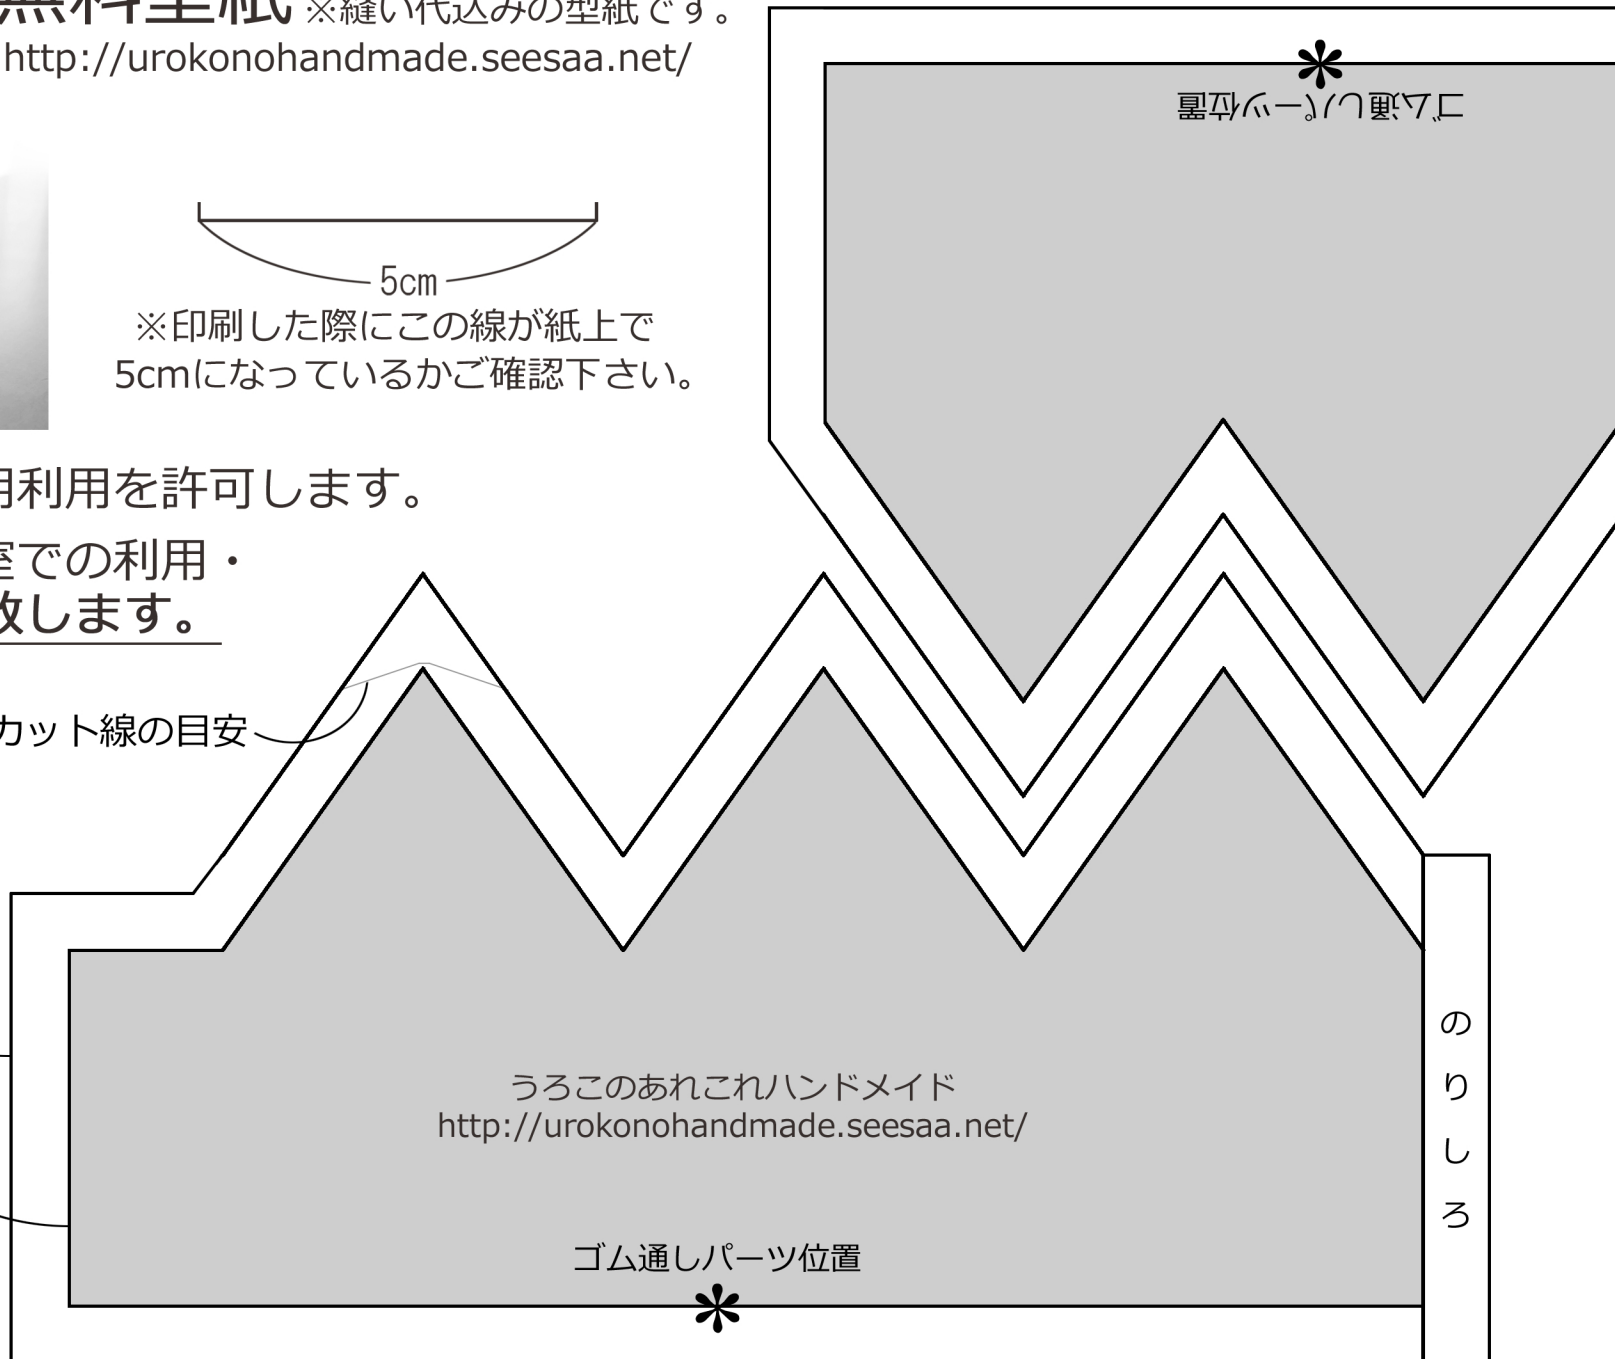 無料型紙 ※縫い代込みの型紙です。
http://urokonohandmade.seesaa.net/
5cm
※印刷した際にこの線が紙上で
5cmになっているかご確認下さい。
用利用を許可します。
室での利用・
致します。
カット線の目安
ゴム通しパーツ位置
うろこのあれこれハンドメイド
http://urokonohandmade.seesaa.net/
ゴム通しパーツ位置
のりしろ